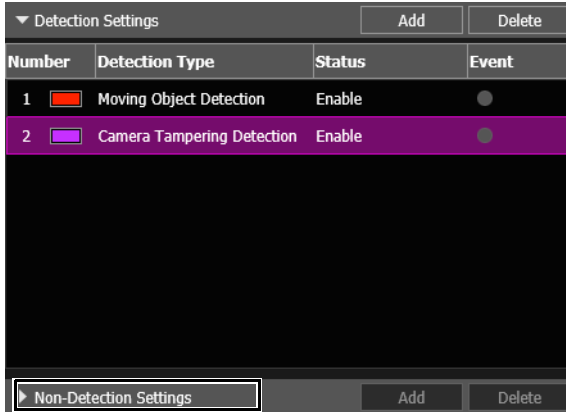 Detection Settings Add Delete
Number Detection Type Status Event
1 Moving Object Detection Enable
2 Camera Tampering Detection Enable
Non-Detection Settings Add Delete